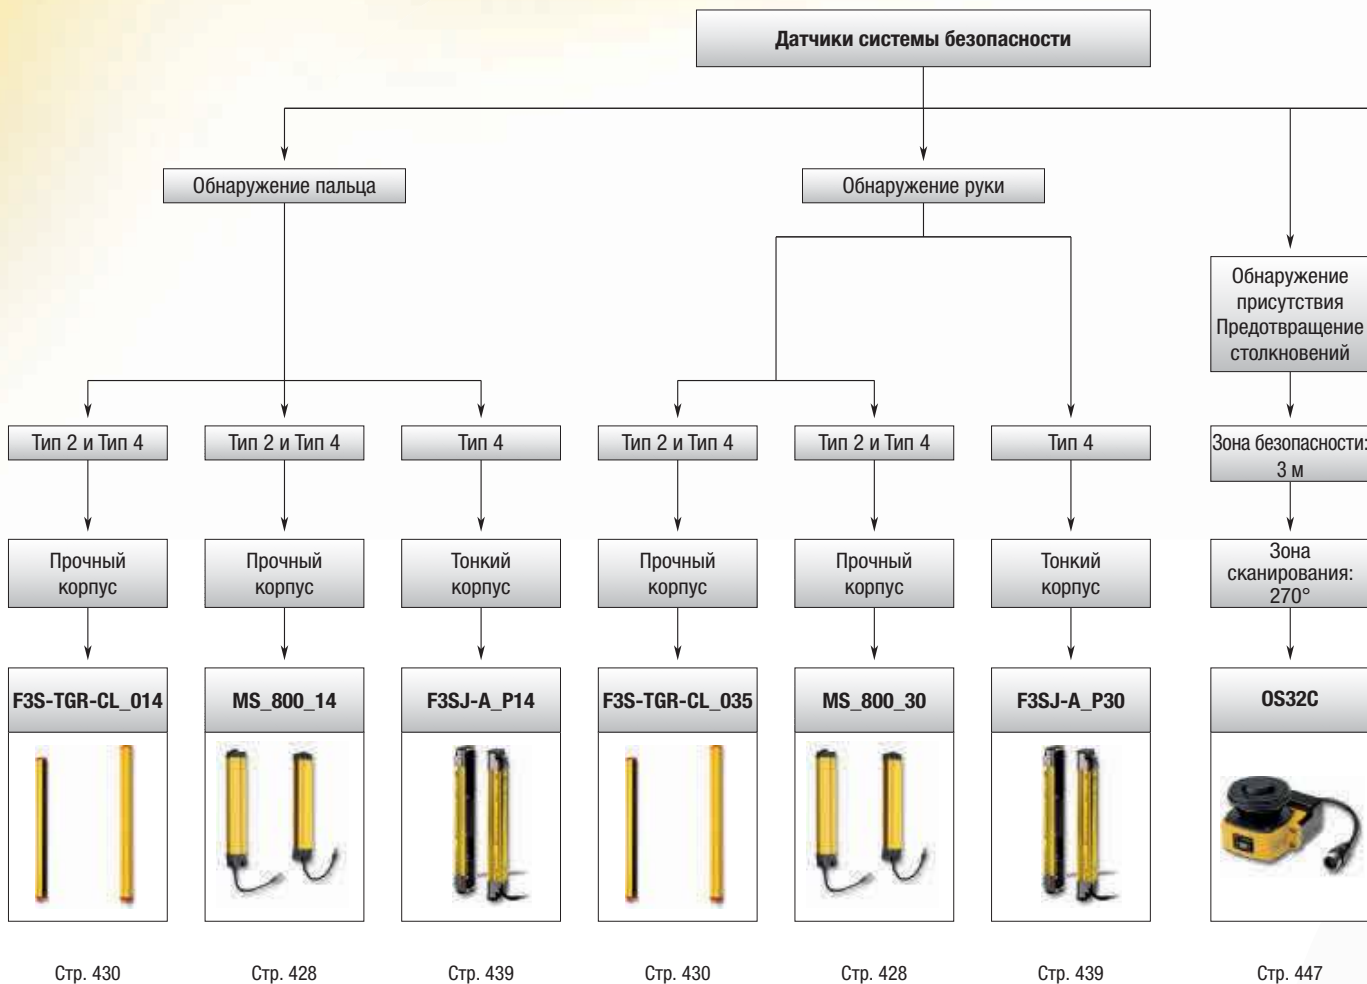 Датчики системы безопасности
Обнаружение пальца
Обнаружение руки
Обнаружение
присутствия
Предотвращение
столкновений
Тип 2 и Тип 4
Тип 2 и Тип 4
Тип 4
Тип 2 и Тип 4
Тип 2 и Тип 4
Тип 4
Зона безопасности:
3 м
Прочный
корпус
Прочный
корпус
Тонкий
корпус
Прочный
корпус
Прочный
корпус
Тонкий
корпус
Зона
сканирования:
270°
F3S-TGR-CL_014
MS_800_14
F3SJ-A_P14
F3S-TGR-CL_035
MS_800_30
F3SJ-A_P30
OS32C
Стр. 430
Стр. 428
Стр. 439
Стр. 430
Стр. 428
Стр. 439
Стр. 447